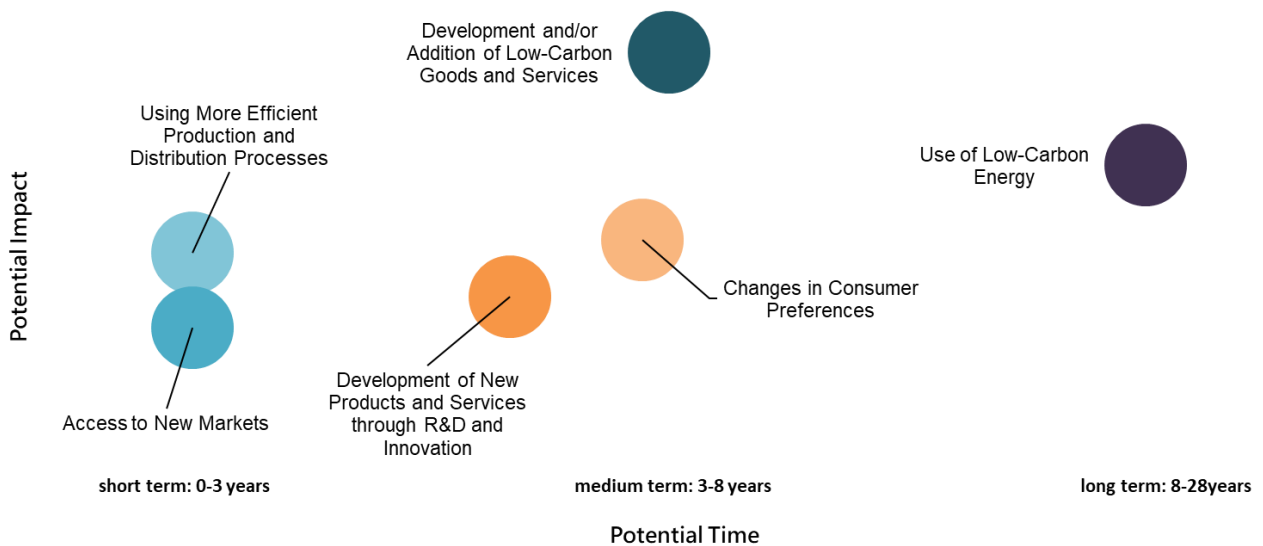 Development and/or
Addition of Low-Carbon
Goods and Services
Using More Efficient
Production and
Distribution Processes
Use of Low-Carbon
Energy
Potential Impact
Changes in Consumer
Preferences
Development of New
Products and Services
through R&D and
Innovation
Access to New Markets
short term: 0-3 years
medium term: 3-8 years
long term: 8-28years
Potential Time